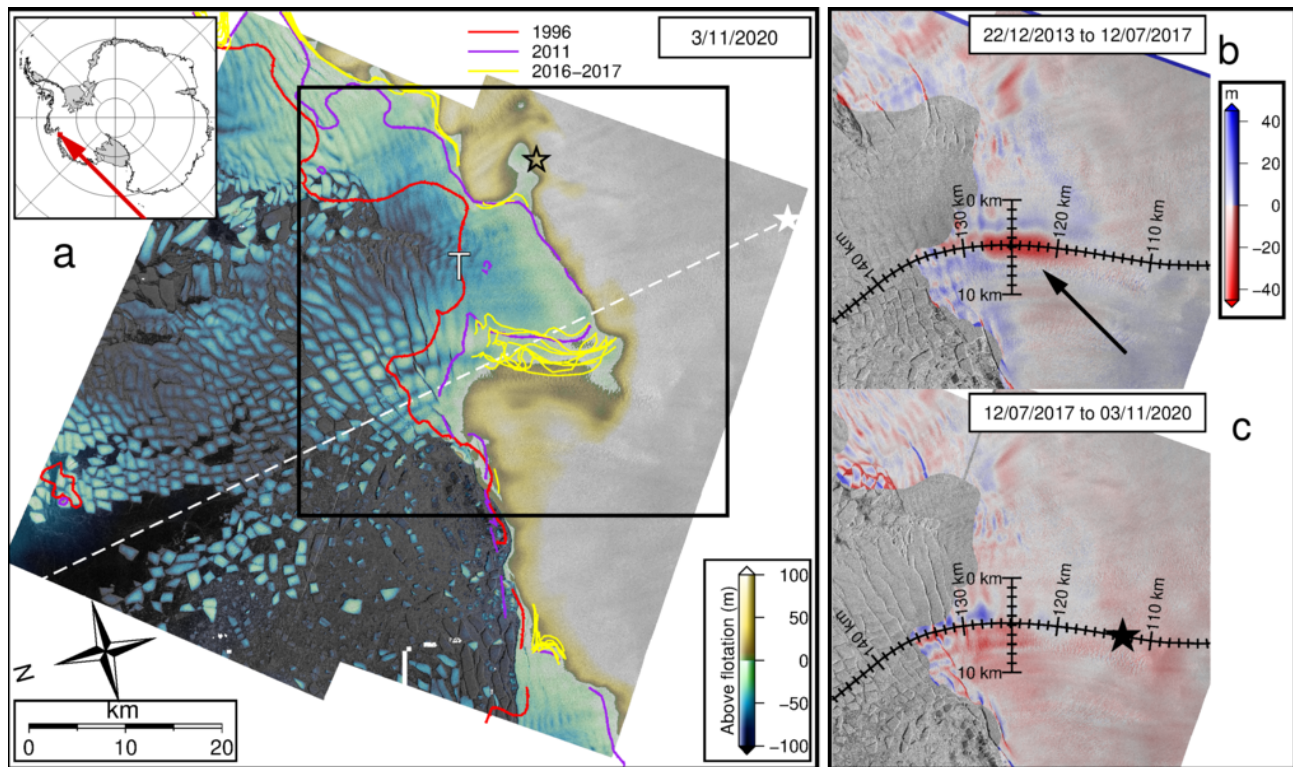 1996
2011
2016−2017
3/11/2020
a
T
N
km
0 10 20
Above flotation (m)
100
50
0
−50
−100
22/12/2013 to 12/07/2017
b
m
40
20
0
−20
−40
0 km
10 km
140 km
130 km
120 km
110 km
12/07/2017 to 03/11/2020
c
0 km
10 km
140 km
130 km
120 km
110 km